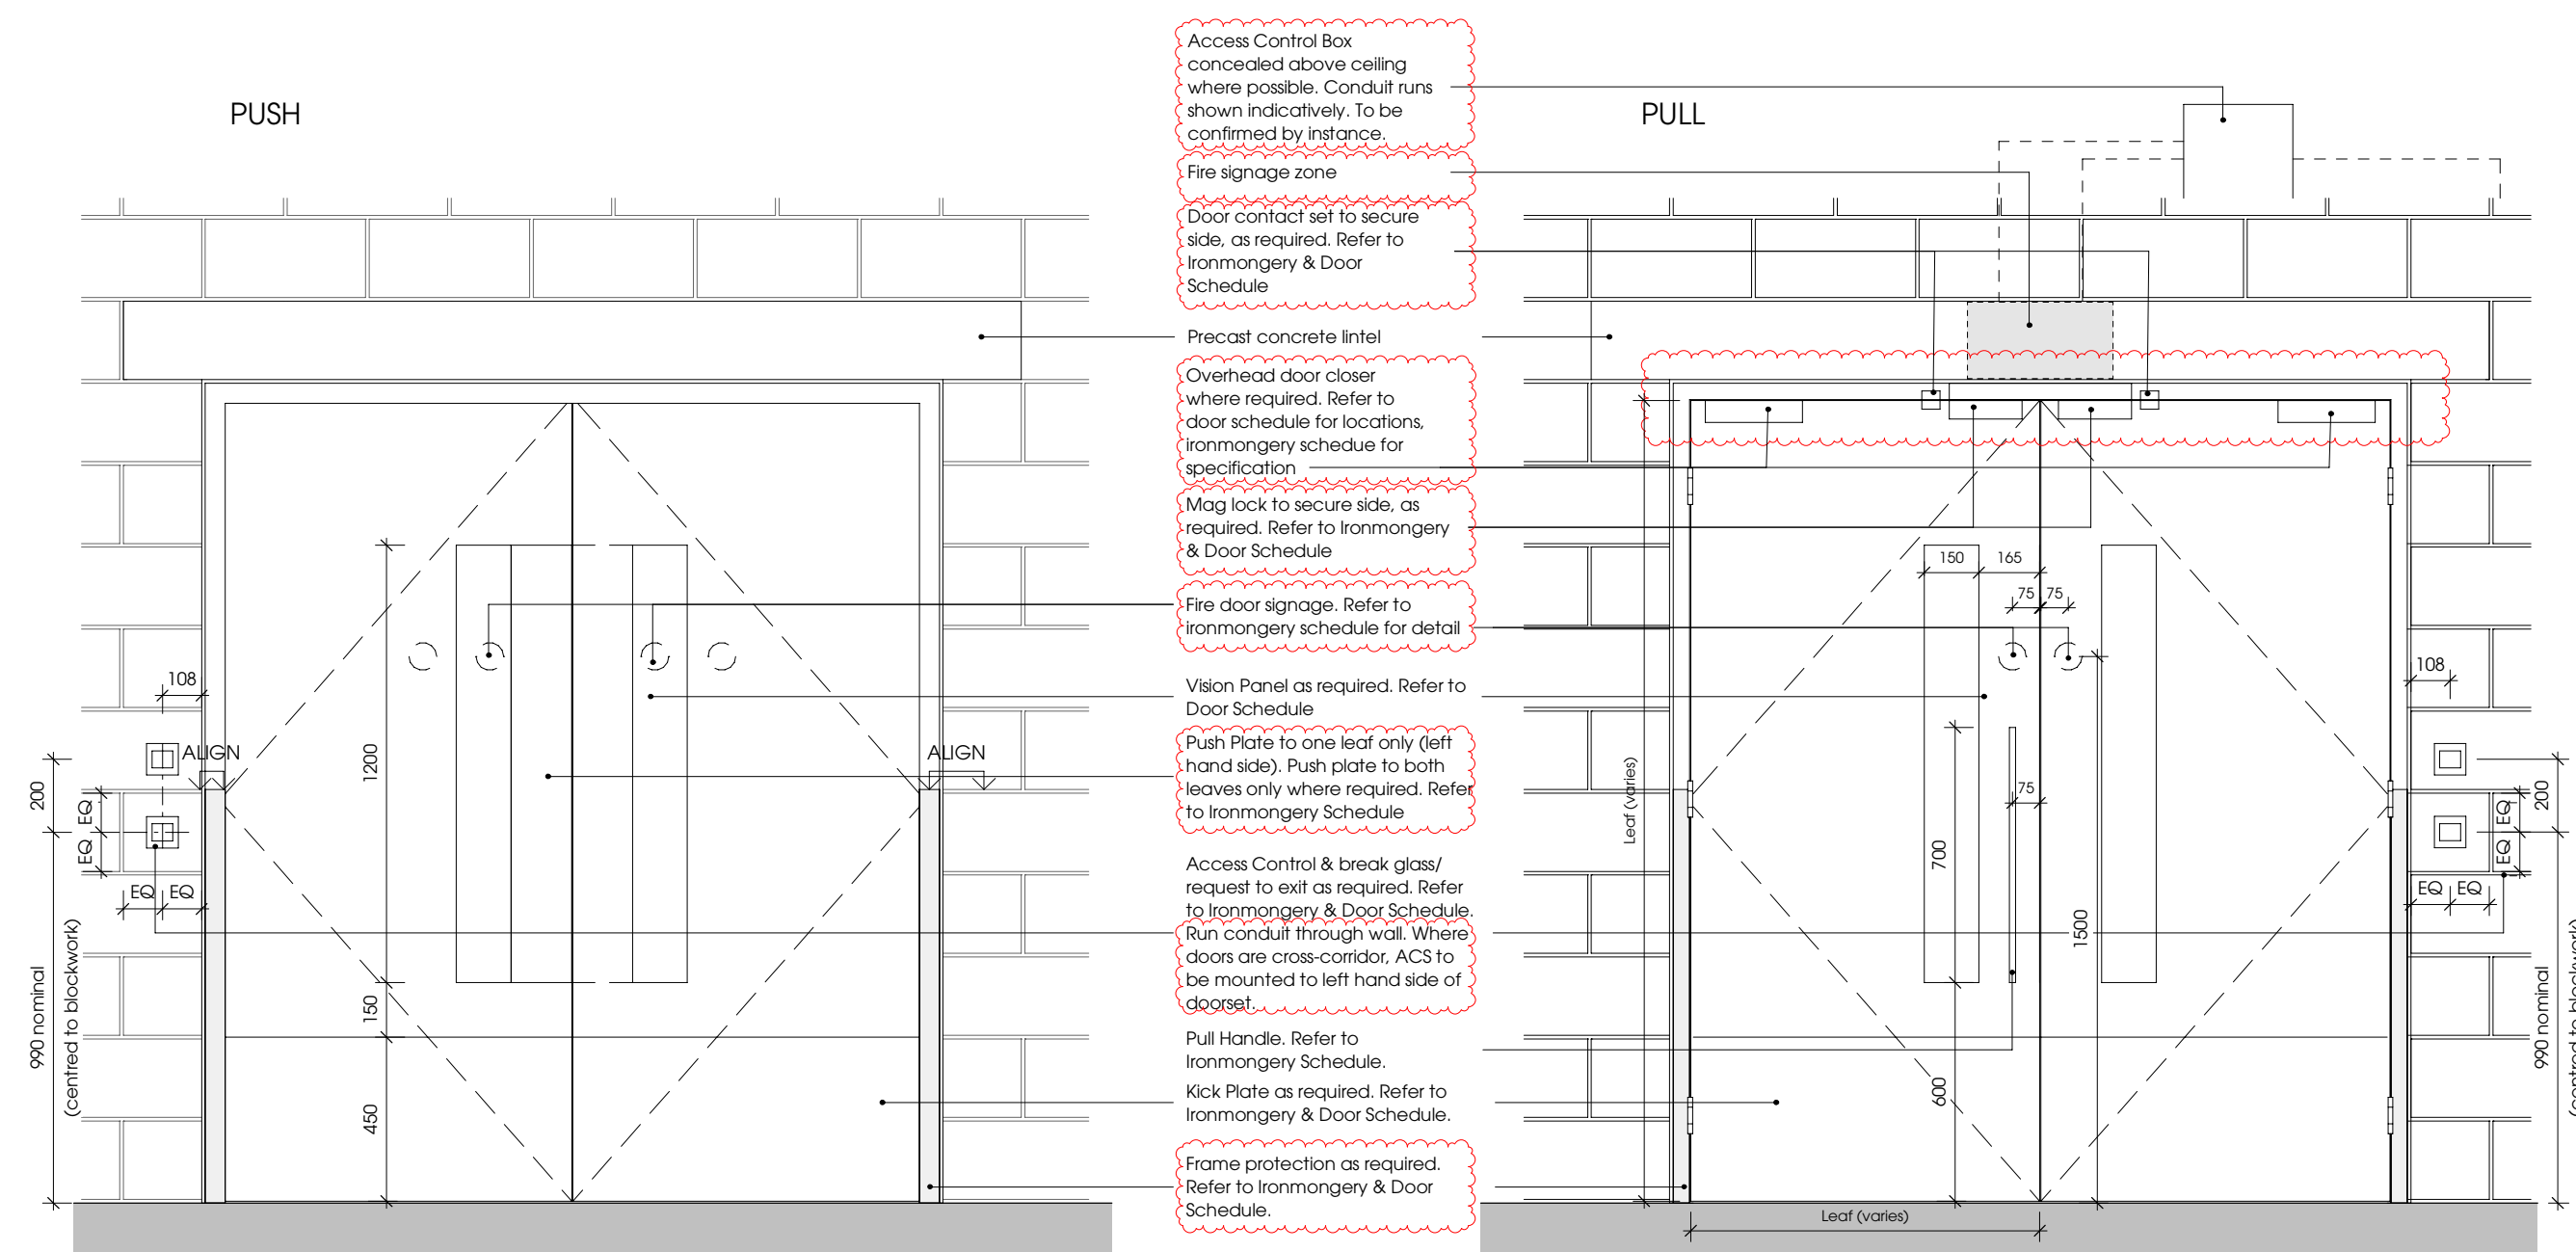 PUSH
PULL
Access Control Box
concealed above ceiling
where possible. Conduit runs
shown indicatively. To be
confirmed by instance.
Fire signage zone
Door contact set to secure
side, as required. Refer to
Ironmongery & Door
Schedule
Precast concrete lintel
Overhead door closer
where required. Refer to
door schedule for locations,
ironmongery schedue for
specification
Mag lock to secure side, as
required. Refer to Ironmongery
& Door Schedule
Fire door signage. Refer to
ironmongery schedule for detail
Vision Panel as required. Refer to
Door Schedule
Push Plate to one leaf only (left
hand side). Push plate to both
leaves only where required. Refer
to Ironmongery Schedule
Access Control & break glass/
request to exit as required. Refer
to Ironmongery & Door Schedule.
Run conduit through wall. Where
doors are cross-corridor, ACS to
be mounted to left hand side of
doorset.
Pull Handle. Refer to
Ironmongery Schedule.
Kick Plate as required. Refer to
Ironmongery & Door Schedule.
Frame protection as required.
Refer to Ironmongery & Door
Schedule.
108
ALIGN
ALIGN
200
EQ
EQ
EQ
EQ
990 nominal
(centred to blockwork)
1200
150
450
150
165
75
75
75
700
600
1500
Leaf (varies)
Leaf (varies)
108
200
EQ
EQ
EQ
EQ
990 nominal
(centred to blockwork)